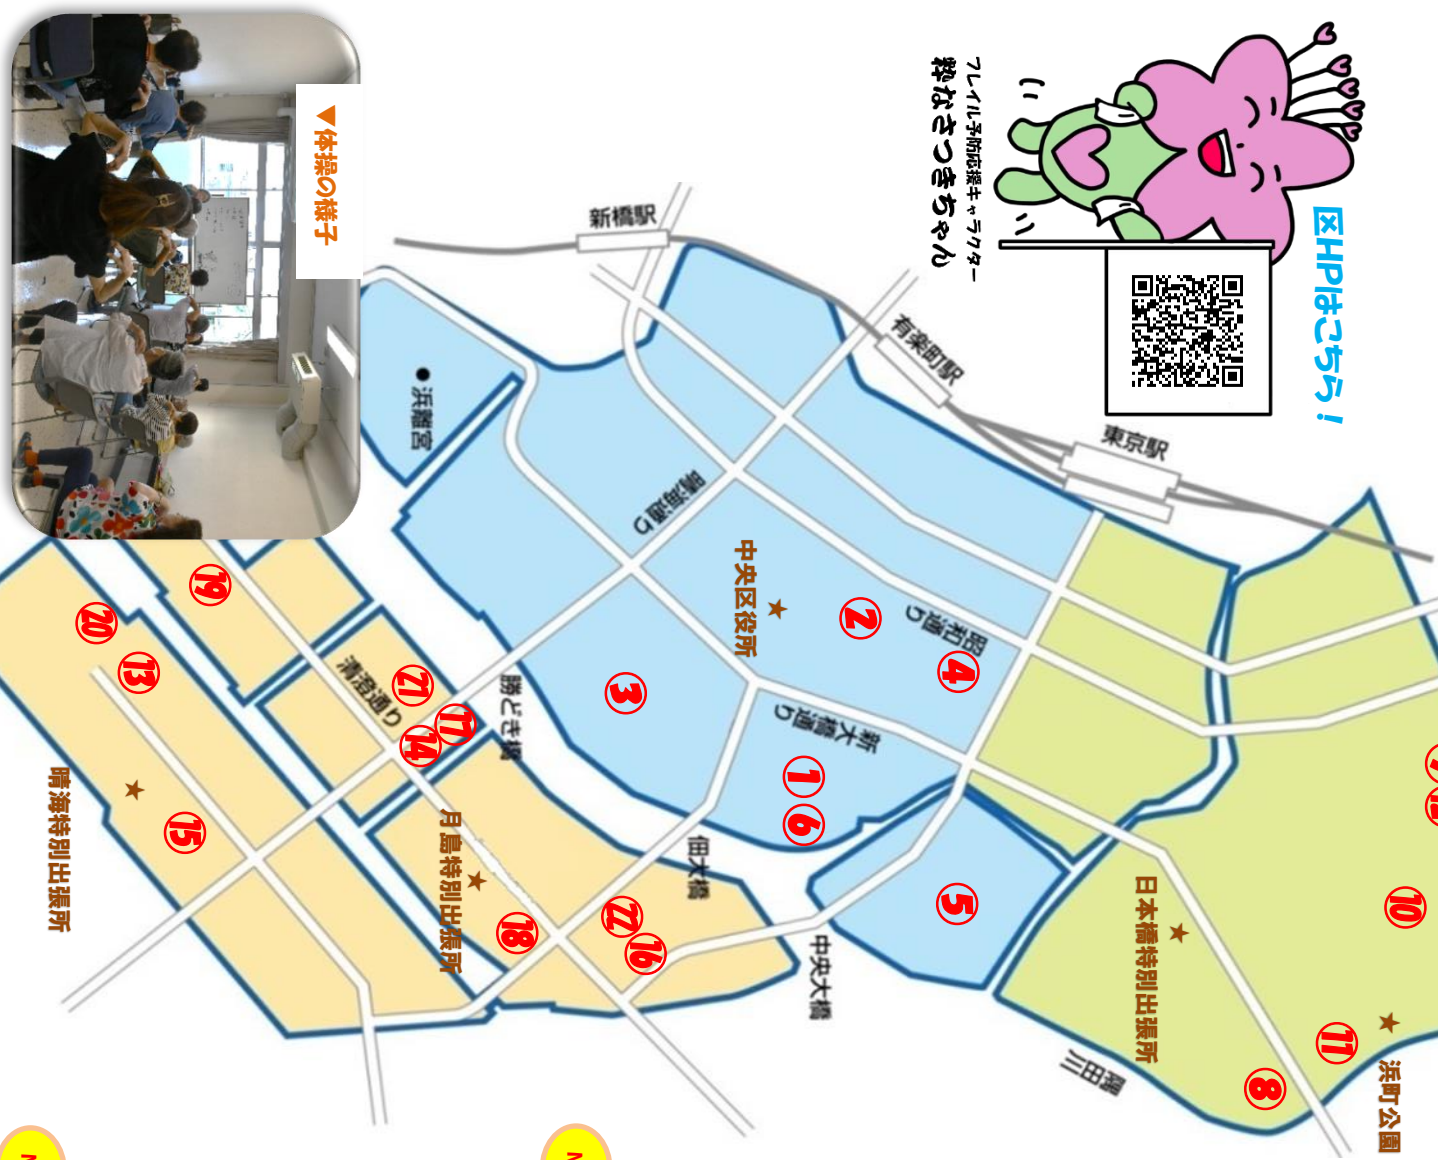 区HPはこちら！
フレイル予防応援キャラクター
粋なさつきちゃん
▼体操の様子
新橋駅
有楽町駅
東京駅
●浜離宮
晴海通り
中央区役所
★
昭和通り
新大橋通り
清澄通り
勝どき橋
佃大橋
中央大橋
隅田川
★
日本橋特別出張所
★
浜町公園
★
月島特別出張所
★
晴海特別出張所
①
②
③
④
⑤
⑥
⑧
⑩
⑪
⑬
⑭
⑮
⑯
⑰
⑱
⑲
⑳
㉑
㉒